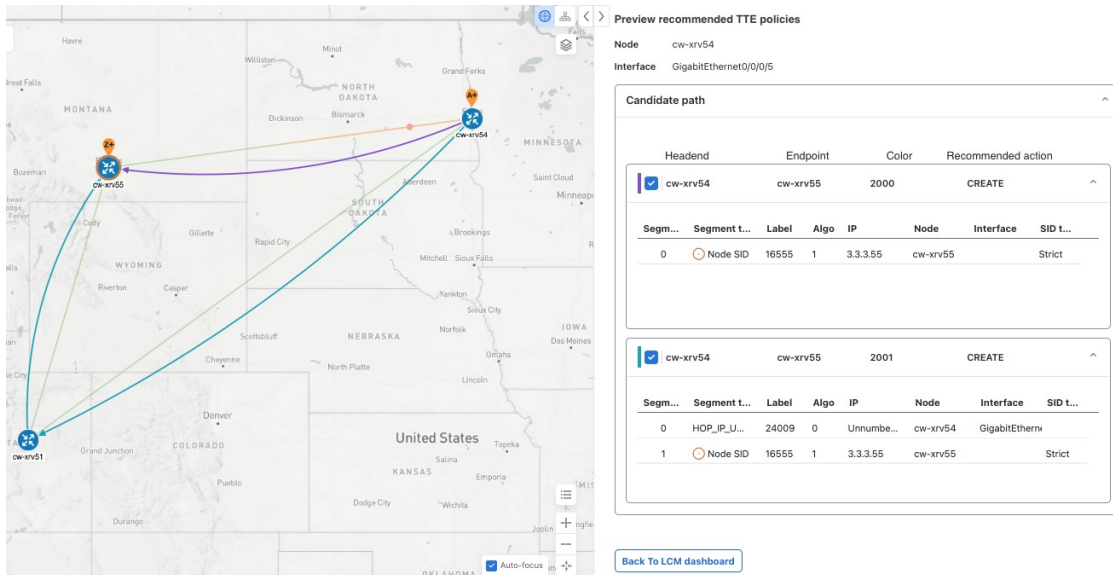 Preview recommended TTE policies
Node cw-xrv54
Interface GigabitEthernet0/0/0/5
Candidate path
Headend Endpoint Color Recommended action
cw-xrv54 cw-xrv55 2000 CREATE
Segm... Segment t... Label Algo IP Node Interface SID t...
0 Node SID 16555 1 3.3.3.55 cw-xrv55 Strict
cw-xrv54 cw-xrv55 2001 CREATE
Segm... Segment t... Label Algo IP Node Interface SID t...
0 HOP_IP_U... 24009 0 Unnumbe... cw-xrv54 GigabitEthern
1 Node SID 16555 1 3.3.3.55 cw-xrv55 Strict
Back To LCM dashboard
Havre
Minot
Falls
Williston
Grand Forks
Great Falls
A+
NORTH
DAKOTA
MONTANA
Dickinson
Bismarck
cw-xrv54
Z+
MINNESOTA
Bozeman
cw-xrv55
Aberdeen
Saint Cloud
Minneap
SOUTH
DAKOTA
Cody
Gillette
Rapid City
Brookings
WYOMING
Mitchell
Sioux Falls
Riverton
Casper
Yankton
Sioux City
Scottsbluff
NEBRASKA
Norfolk
IOWA
Des Moines
Cheyenne
North Platte
Omaha
Lincoln
Denver
United States
cw-xrv51
Grand Junction
COLORADO
Topeka
Salina
KANSAS
Emporia
Pueblo
Dodge City
Wichita
Durango
Joplin
Auto-focus
OKLAHOMA